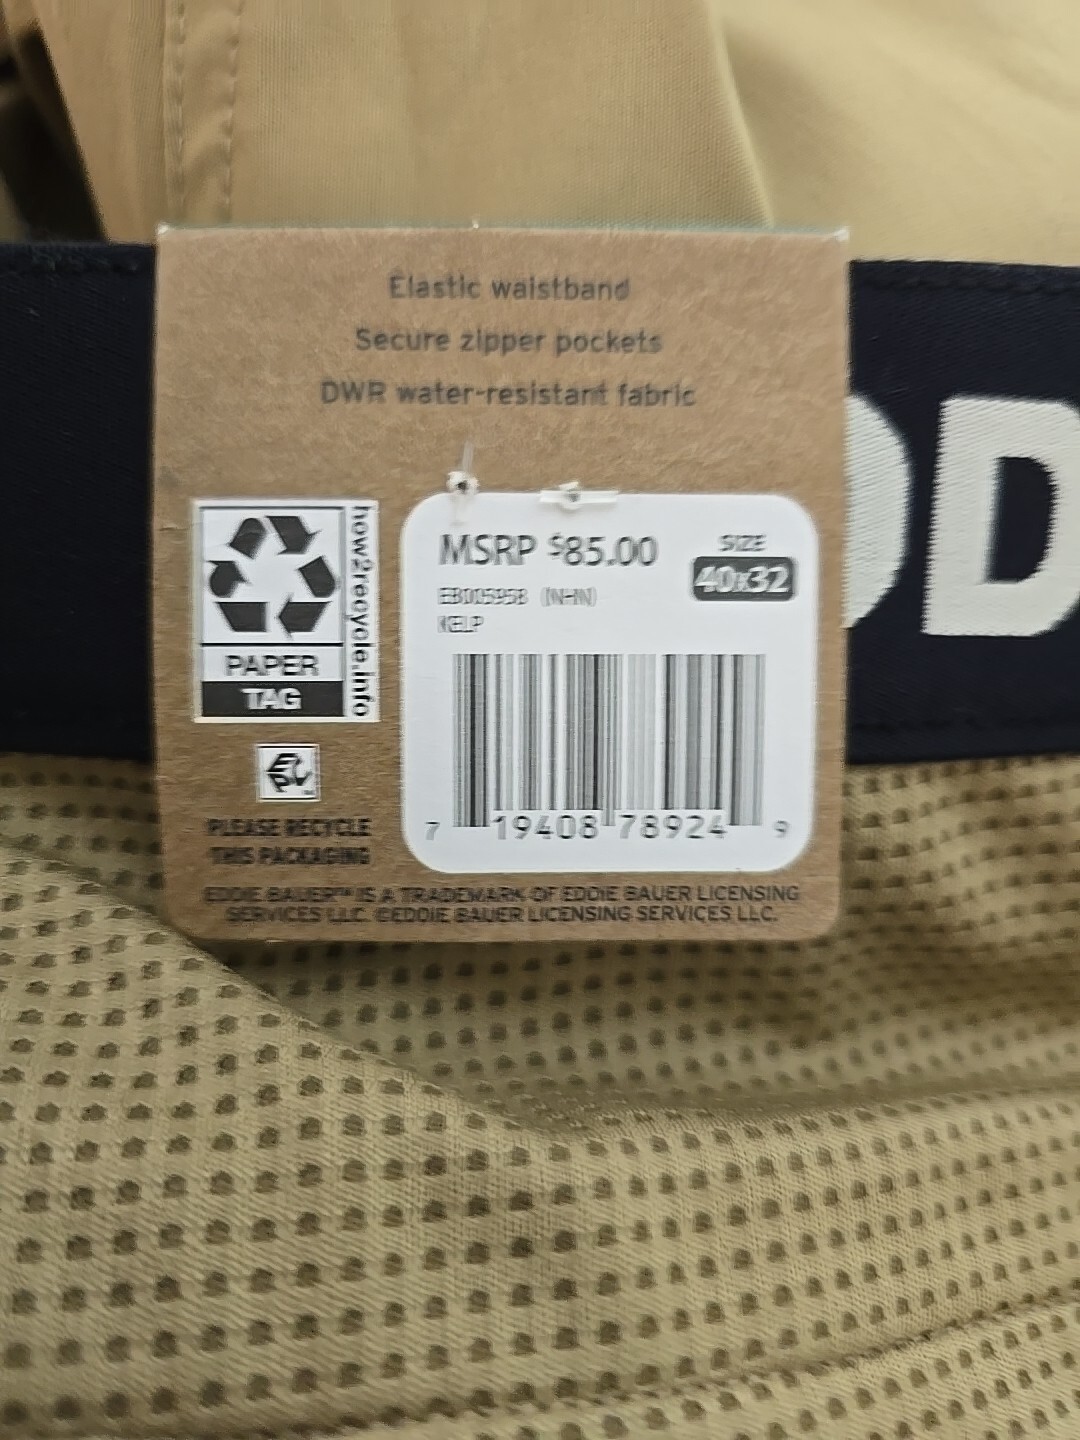 Elastic waistband
Secure zipper pockets
DWR water-resistant fabric
how2recycle.info
PAPER
TAG
MSRP $85.00
SIZE
40x32
EB005958 (NHN)
KELP
7 19408 78924 9
PLEASE RECYCLE
THIS PACKAGING
EDDIE BAUER™ IS A TRADEMARK OF EDDIE BAUER LICENSING
SERVICES LLC. ©EDDIE BAUER LICENSING SERVICES LLC.
D